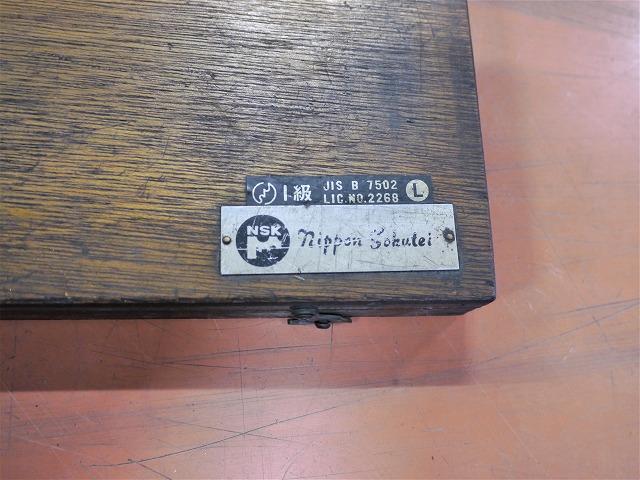 1級
JIS B 7502
LIC.NO.2268
L
NSK
Nippon Sokutei